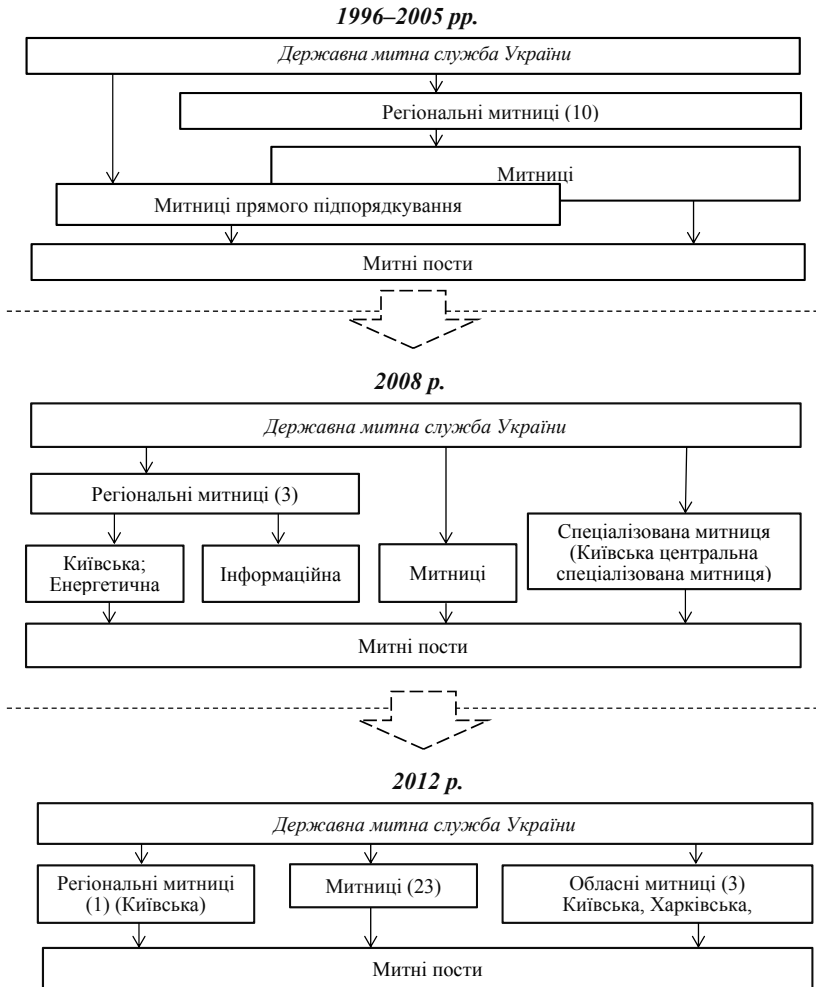 1996–2005 рр.
Державна митна служба України
Регіональні митниці (10)
Митниці
Митниці прямого підпорядкування
Митні пости
2008 р.
Державна митна служба України
Регіональні митниці (3)
Київська;
Енергетична
Інформаційна
Митниці
Спеціалізована митниця
(Київська центральна
спеціалізована митниця)
Митні пости
2012 р.
Державна митна служба України
Регіональні митниці
(1) (Київська)
Митниці (23)
Обласні митниці (3)
Київська, Харківська,
Митні пости